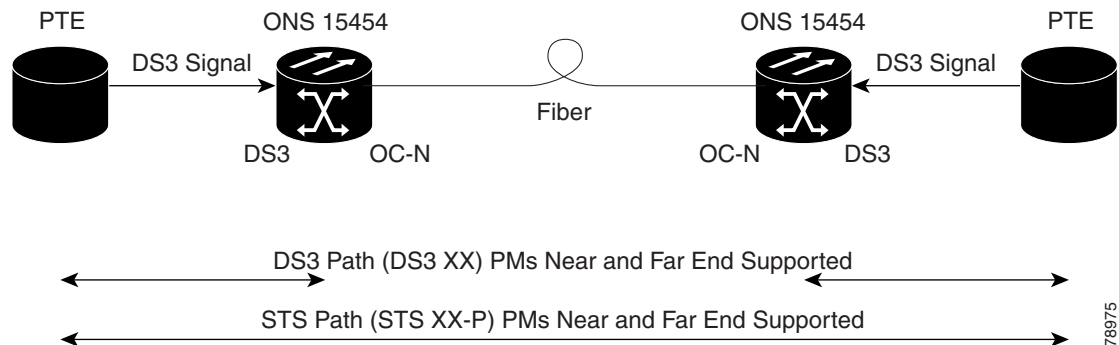 PTE
ONS 15454
ONS 15454
PTE
DS3 Signal
DS3 Signal
Fiber
DS3
OC-N
OC-N
DS3
DS3 Path (DS3 XX) PMs Near and Far End Supported
STS Path (STS XX-P) PMs Near and Far End Supported
78975